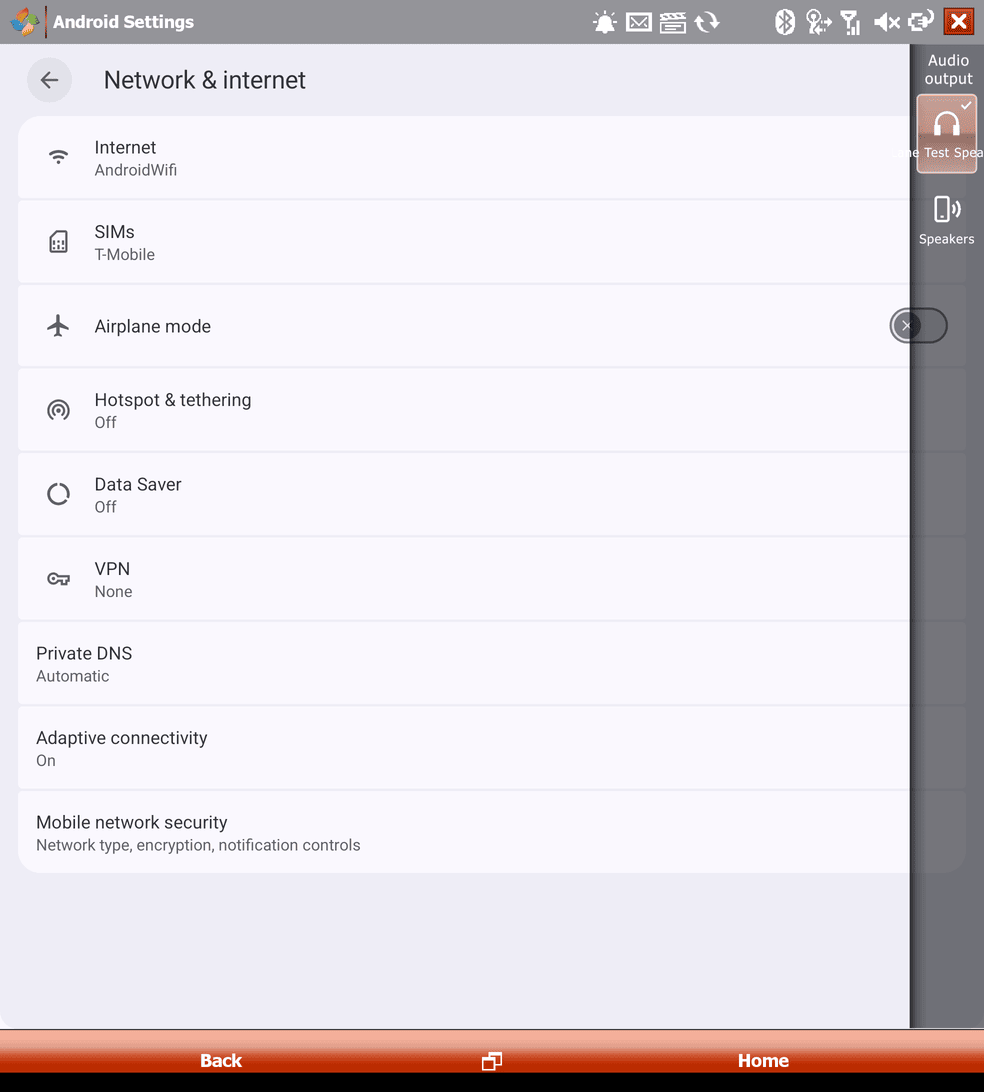 Android Settings
Network & internet
Internet
AndroidWifi
SIMs
T-Mobile
Airplane mode
Hotspot & tethering
Off
Data Saver
Off
VPN
None
Private DNS
Automatic
Adaptive connectivity
On
Mobile network security
Network type, encryption, notification controls
Audio
output
Test
Speakers
Back
Home